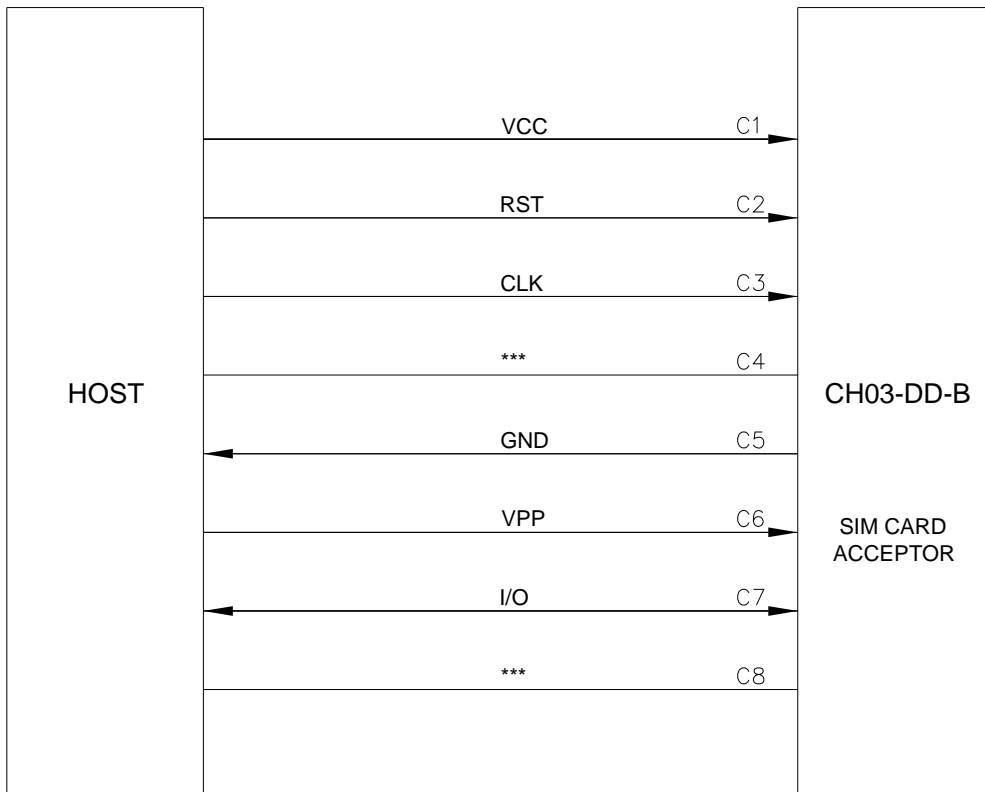 VCC C1
RST C2
CLK C3
*** C4
HOST CH03-DD-B
GND C5
VPP C6
SIM CARD
ACCEPTOR
I/O C7
*** C8